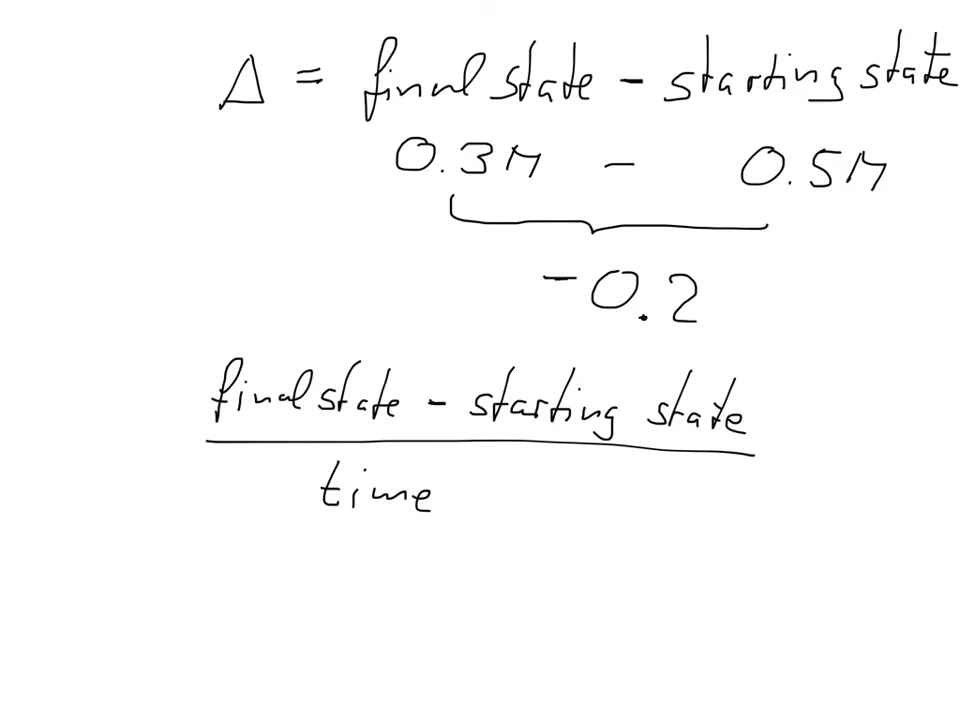 Δ = final state - starting state
0.3M - 0.5M
-0.2
final state - starting state
time